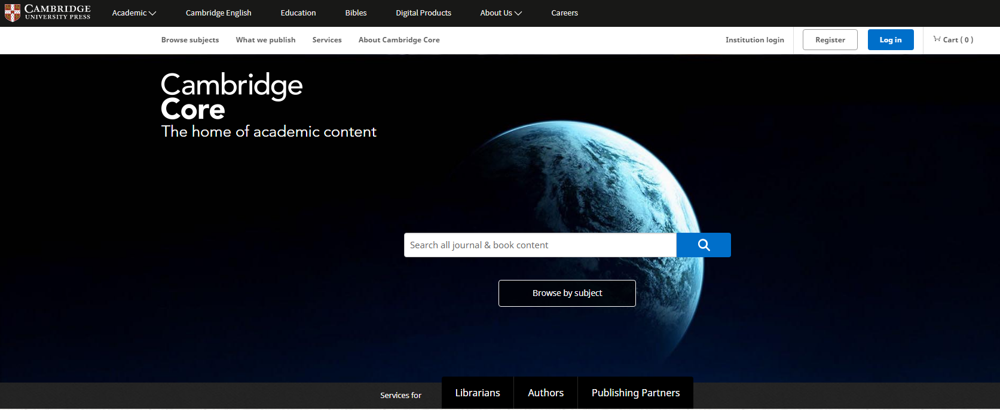 CAMBRIDGE
UNIVERSITY PRESS
Academic
Cambridge English
Education
Bibles
Digital Products
About Us
Careers
Browse subjects
What we publish
Services
About Cambridge Core
Institution login
Register
Log in
Cart ( 0 )
Cambridge
Core
The home of academic content
Search all journal & book content
Browse by subject
Services for
Librarians
Authors
Publishing Partners